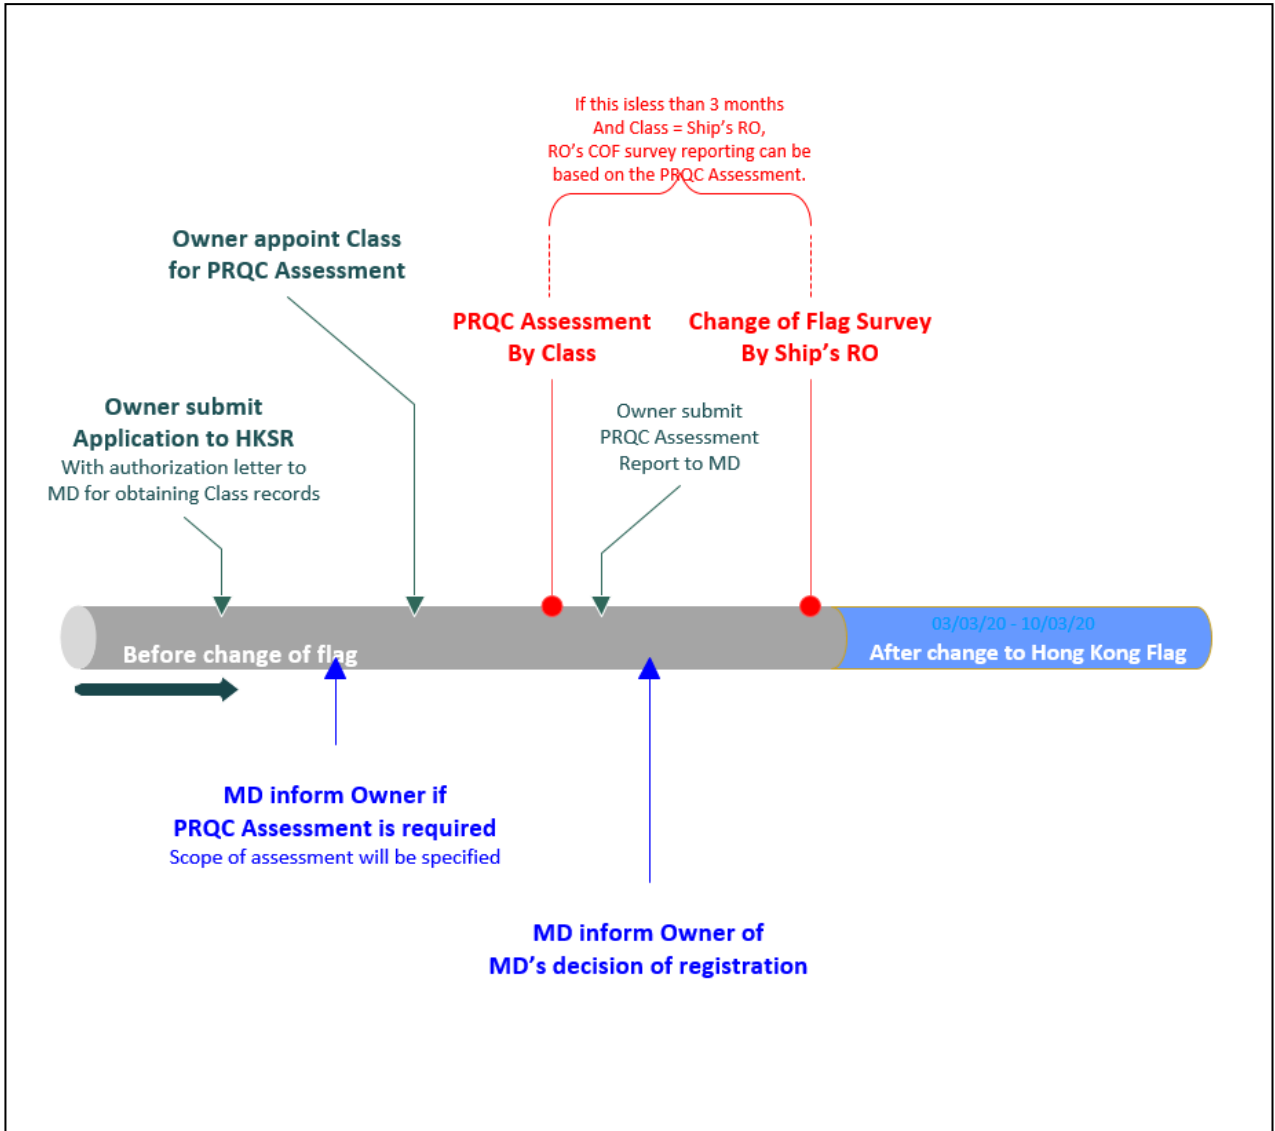 If this isless than 3 months
And Class = Ship's RO,
RO's COF survey reporting can be
based on the PRQC Assessment.
Owner appoint Class
for PRQC Assessment
PRQC Assessment
By Class
Change of Flag Survey
By Ship's RO
Owner submit
Application to HKSR
With authorization letter to
MD for obtaining Class records
Owner submit
PRQC Assessment
Report to MD
Before change of flag
03/03/20 - 10/03/20
After change to Hong Kong Flag
MD inform Owner if
PRQC Assessment is required
Scope of assessment will be specified
MD inform Owner of
MD's decision of registration